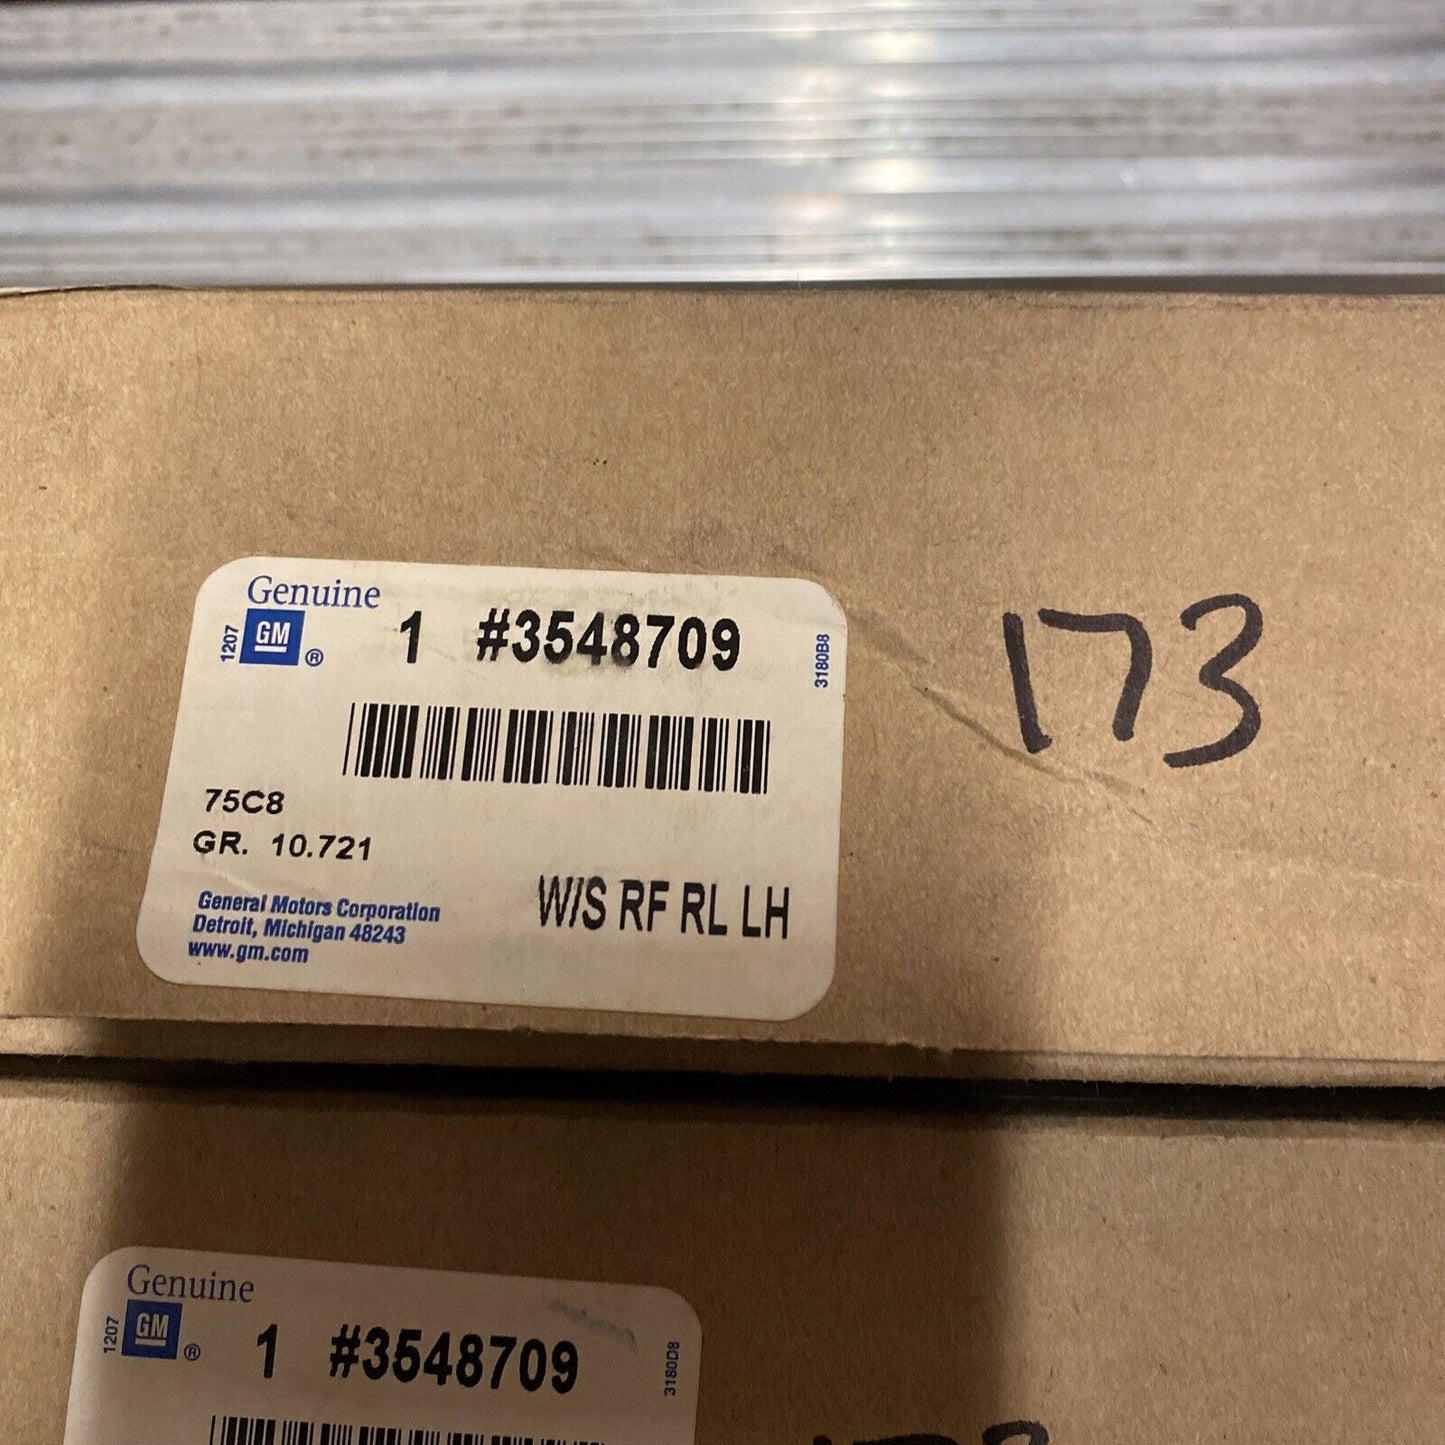 Genuine
1207 GM ® 1 #3548709 3180B8
173
75C8
GR. 10.721
General Motors Corporation
Detroit, Michigan 48243
www.gm.com
W/S RF RL LH
Genuine
1207 GM ® 1 #3548709 3180D8